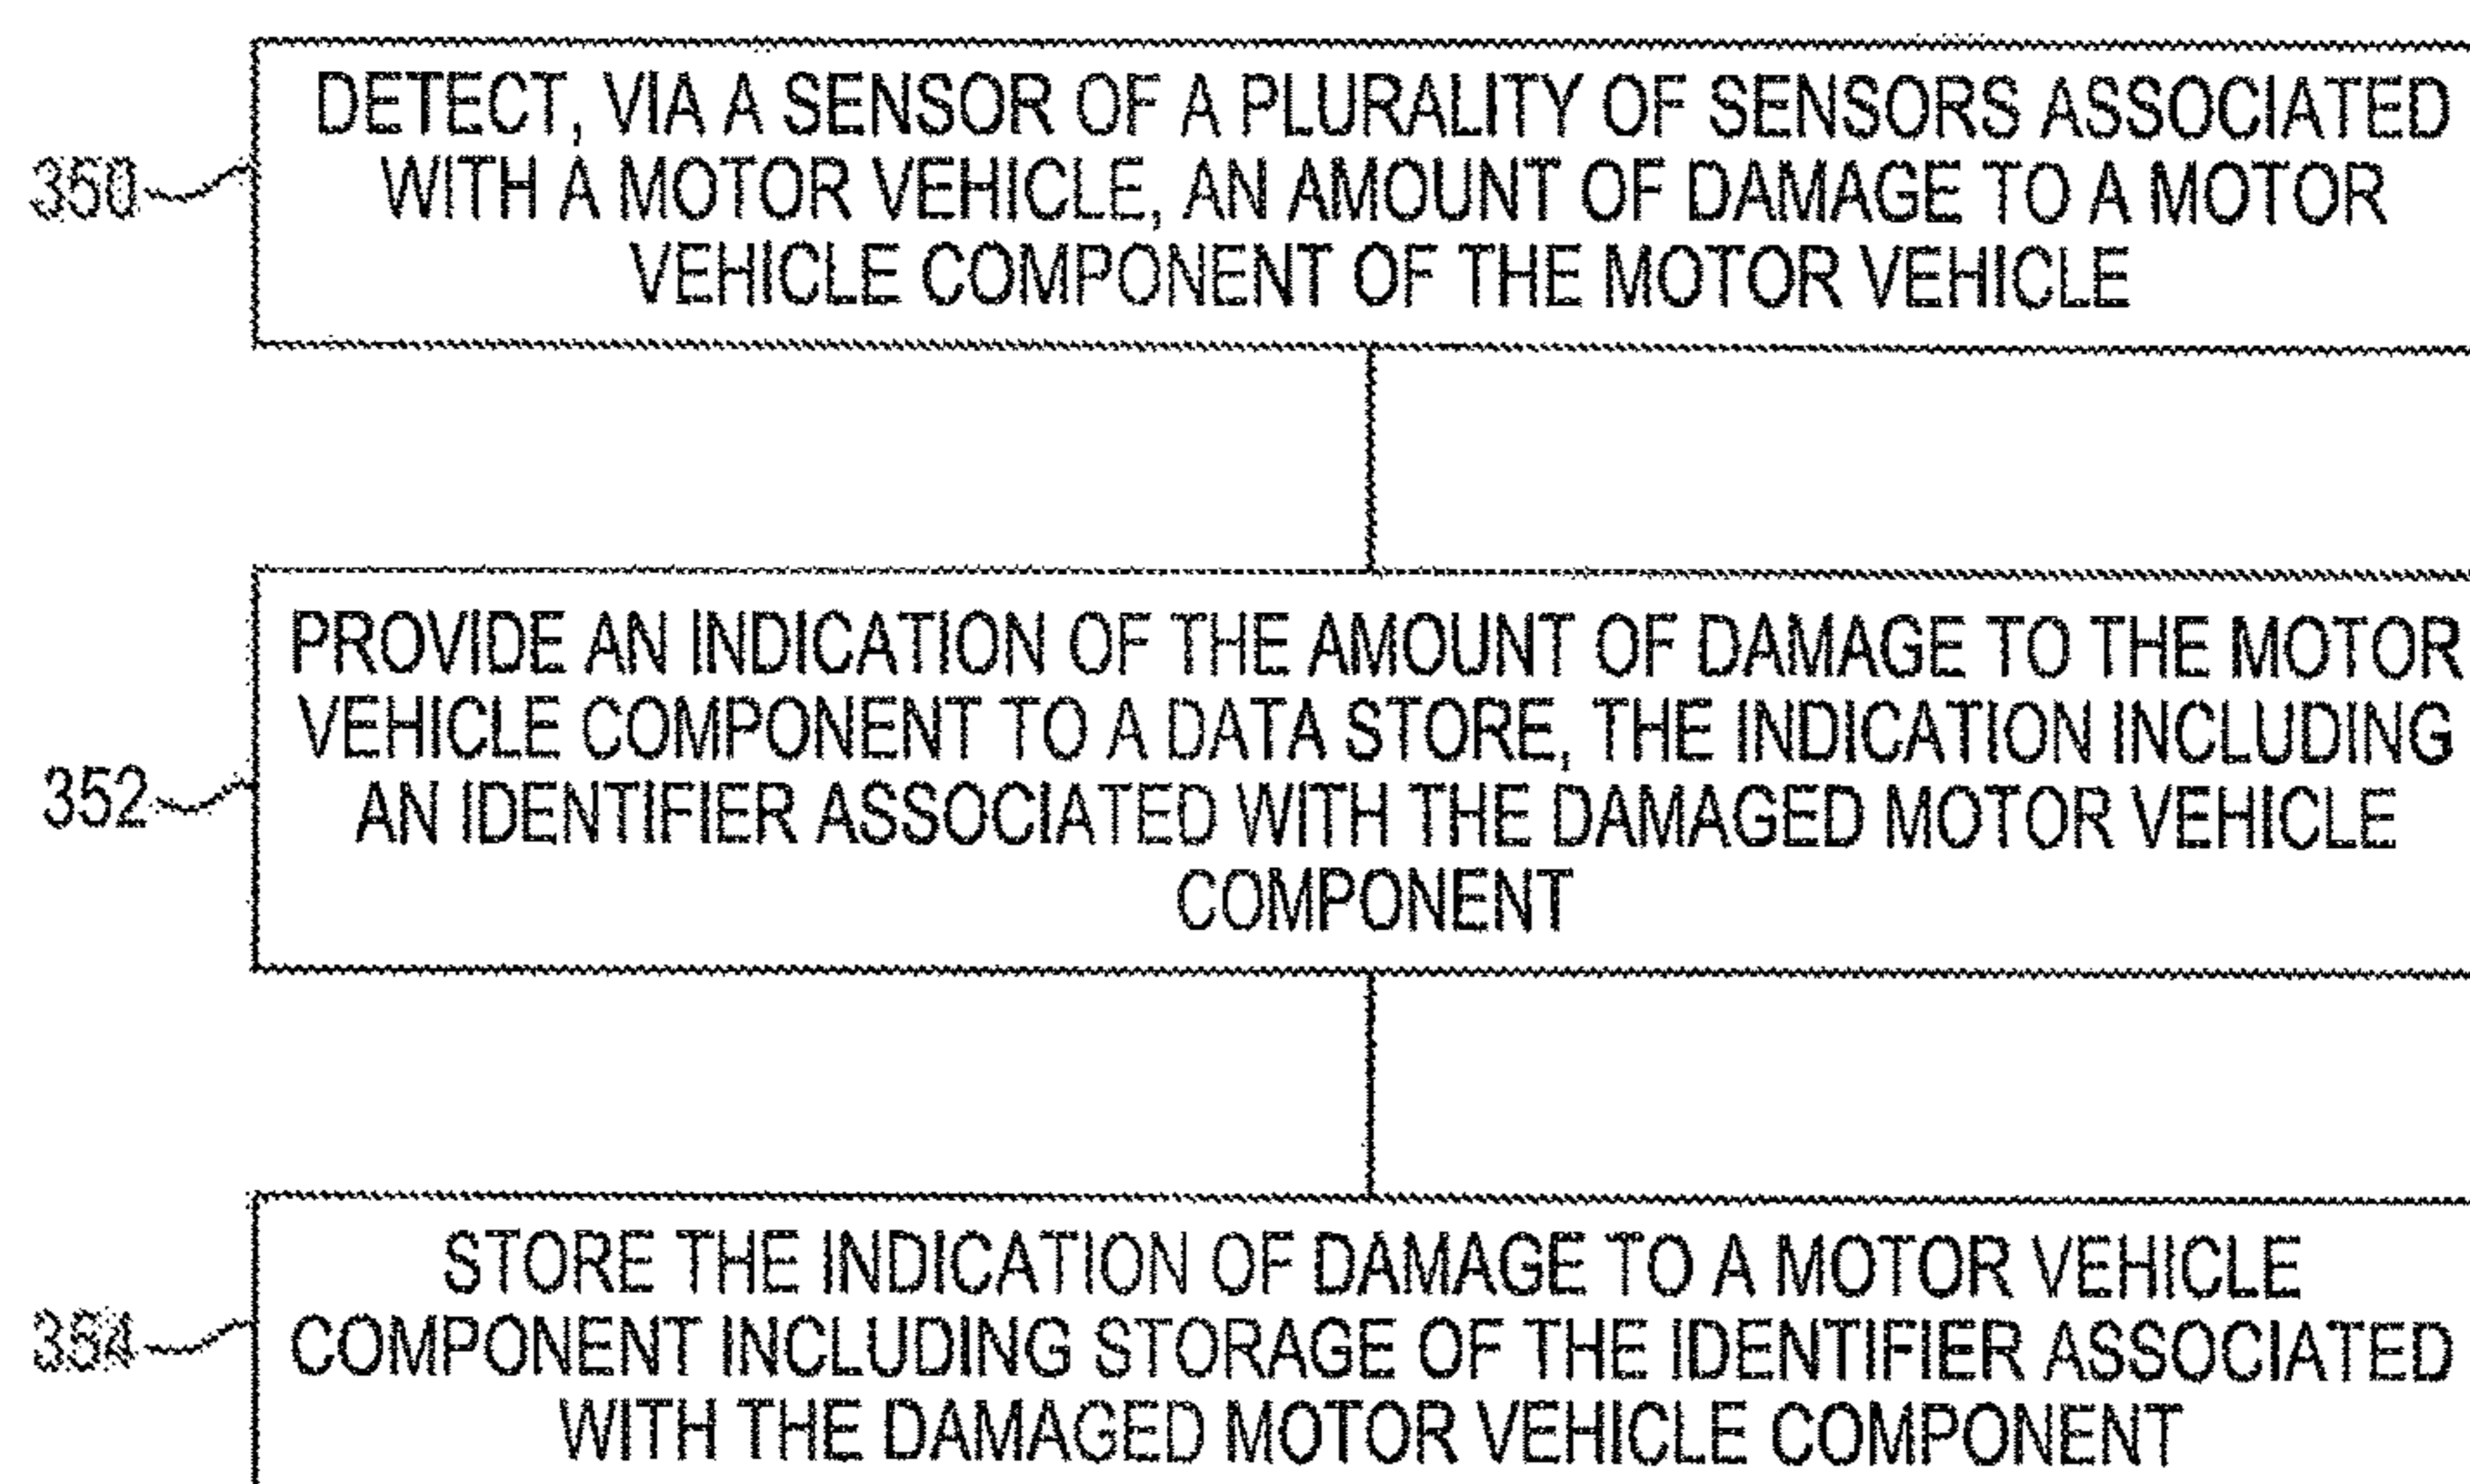 DETECT, VIA A SENSOR OF A PLURALITY OF SENSORS ASSOCIATED
350 WITH A MOTOR VEHICLE, AN AMOUNT OF DAMAGE TO A MOTOR
VEHICLE COMPONENT OF THE MOTOR VEHICLE
PROVIDE AN INDICATION OF THE AMOUNT OF DAMAGE TO THE MOTOR
VEHICLE COMPONENT TO A DATA STORE, THE INDICATION INCLUDING
352 AN IDENTIFIER ASSOCIATED WITH THE DAMAGED MOTOR VEHICLE
COMPONENT
STORE THE INDICATION OF DAMAGE TO A MOTOR VEHICLE
354 COMPONENT INCLUDING STORAGE OF THE IDENTIFIER ASSOCIATED
WITH THE DAMAGED MOTOR VEHICLE COMPONENT